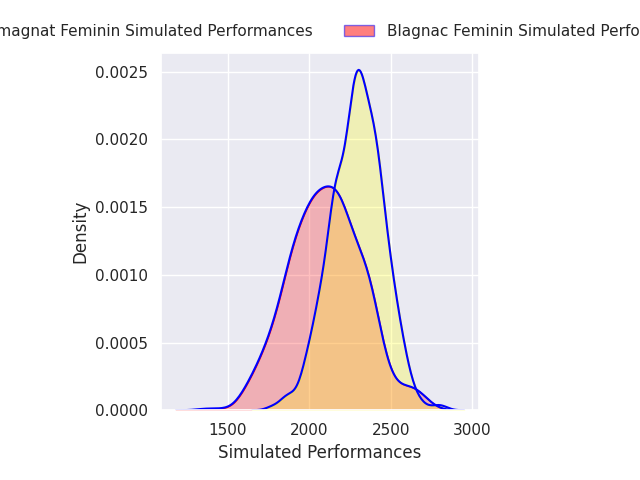 magnat Feminin Simulated Performances
Blagnac Feminin Simulated Perfo
0.0025
0.0020
0.0015
0.0010
0.0005
0.0000
Density
1500 2000 2500 3000
Simulated Performances